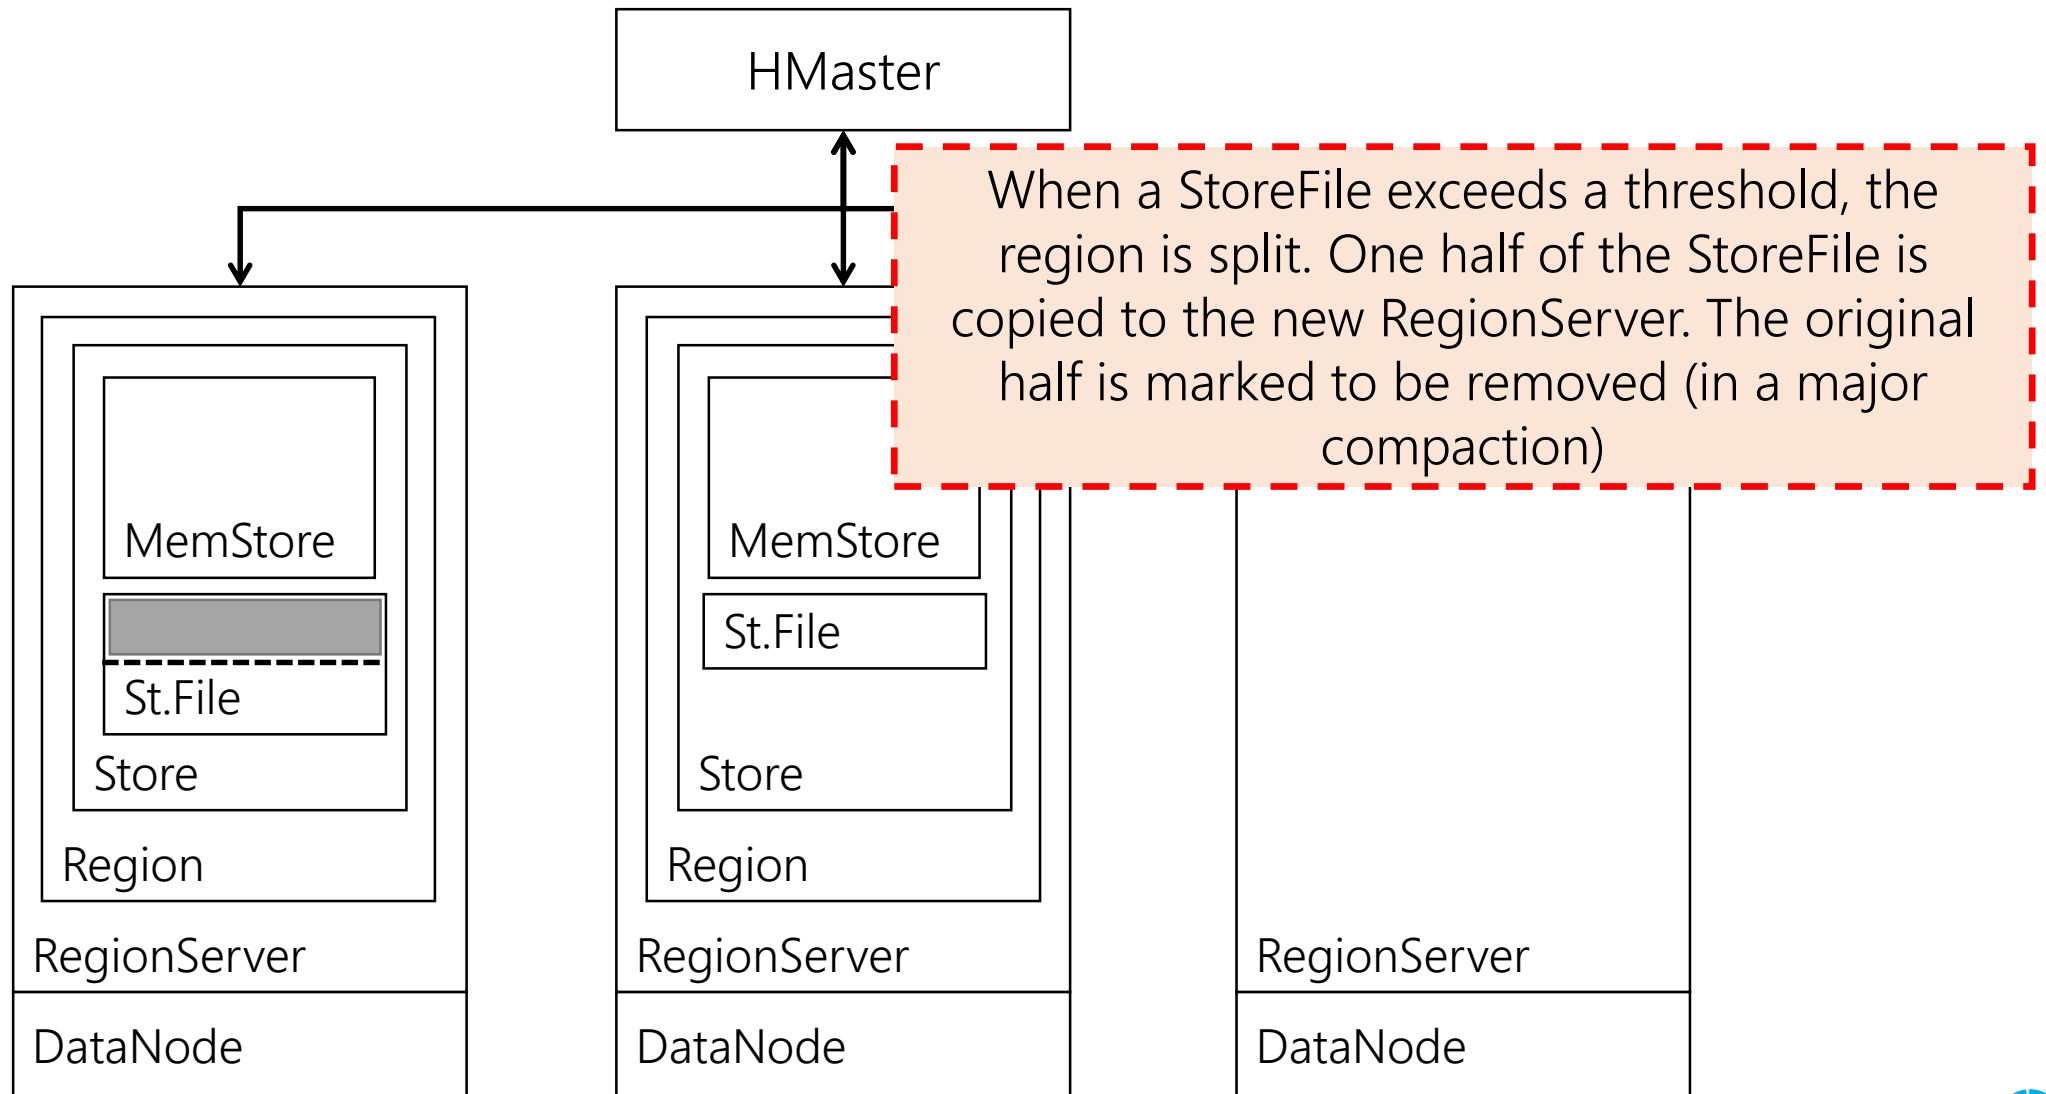 HMaster
When a StoreFile exceeds a threshold, the
region is split. One half of the StoreFile is
copied to the new RegionServer. The original
half is marked to be removed (in a major
compaction)
MemStore
St.File
Store
Region
RegionServer
DataNode
MemStore
St.File
Store
Region
RegionServer
DataNode
RegionServer
DataNode